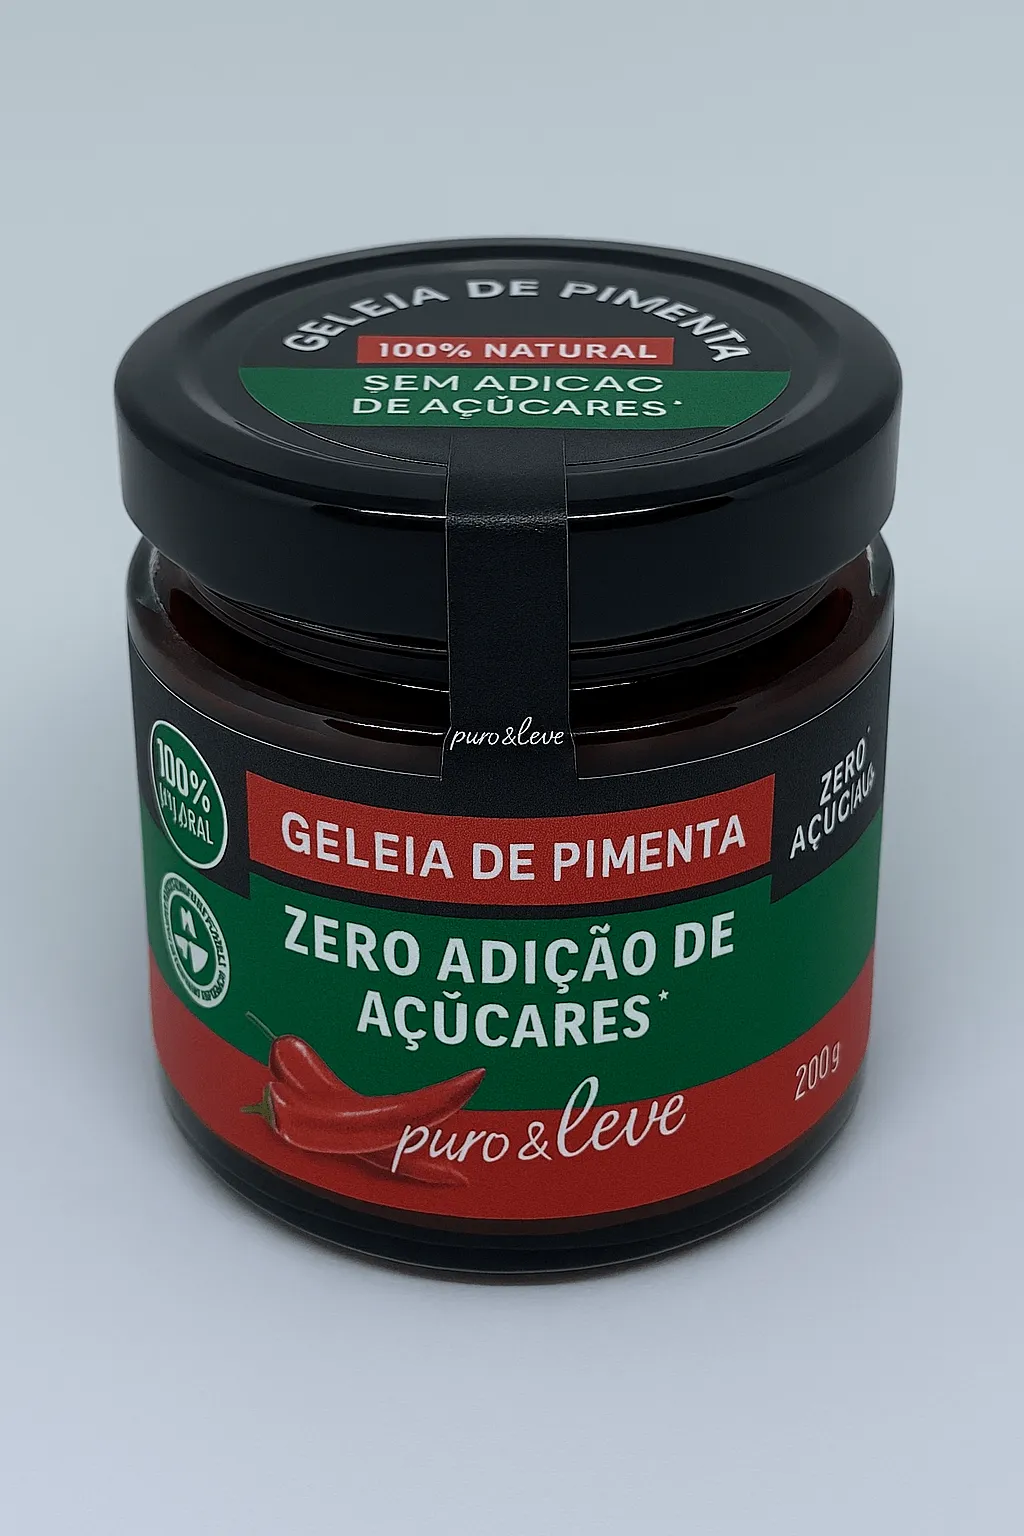 GELEIA DE PIMENTA
100% NATURAL
SEM ADICAC
DE AÇŬCARES*
puro&leve
100%
ZERO*
GELEIA DE PIMENTA
ZERO ADIÇÃO DE
AÇŬCARES*
puro&leve
200g